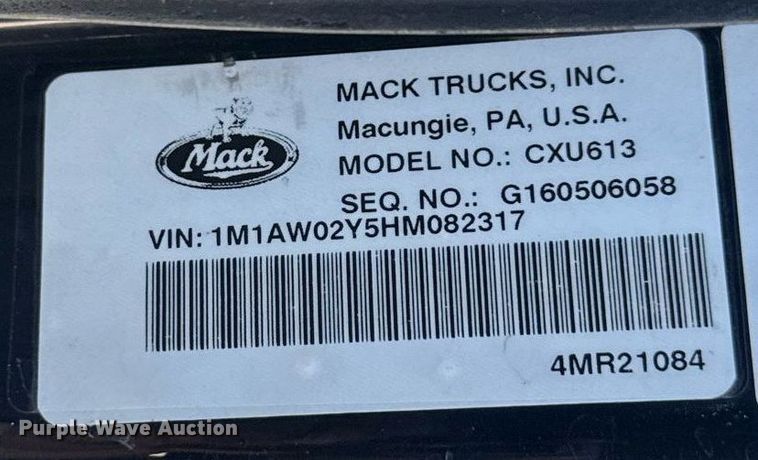 MACK TRUCKS, INC.
Macungie, PA, U.S.A.
Mack
MODEL NO.: CXU613
SEQ. NO.: G160506058
VIN: 1M1AW02Y5HM082317
4MR21084
Purple Wave Auction